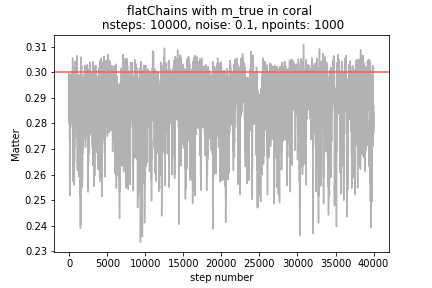 flatChains with m_true in coral
nsteps: 10000, noise: 0.1, npoints: 1000
0.31
0.30
0.29
0.28
0.27
0.26
0.25
0.24
0.23
Matter
0 5000 10000 15000 20000 25000 30000 35000 40000
step number